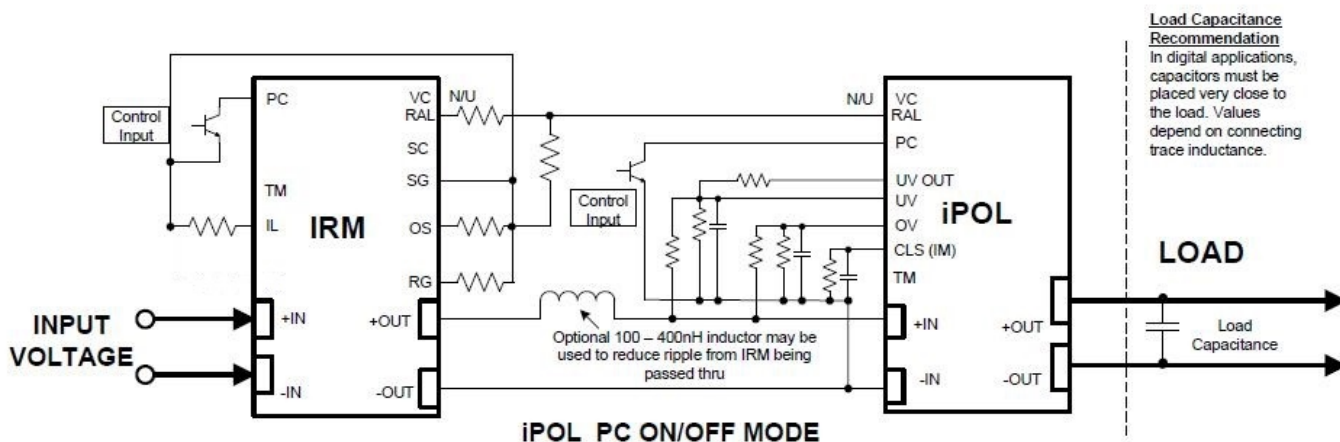 Load Capacitance
Recommendation
In digital applications,
capacitors must be
placed very close to
the load. Values
depend on connecting
trace inductance.
Control
Input
PC
TM
IL
IRM
VC
RAL
SC
SG
OS
RG
N/U
+IN
-IN
+OUT
-OUT
INPUT
VOLTAGE
Control
Input
Optional 100 – 400nH inductor may be
used to reduce ripple from IRM being
passed thru
N/U
VC
RAL
PC
UV OUT
UV
OV
CLS (IM)
TM
iPOL
+IN
-IN
+OUT
-OUT
LOAD
Load
Capacitance
iPOL PC ON/OFF MODE